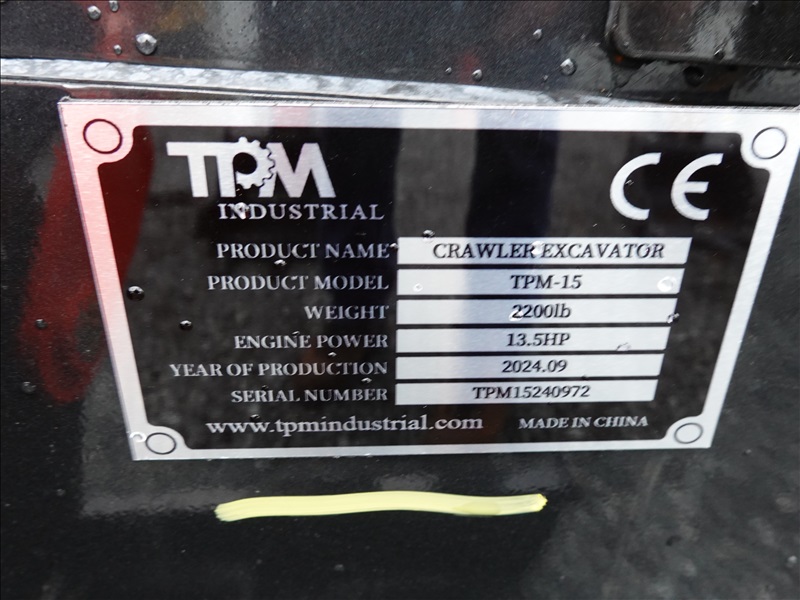 TPM
INDUSTRIAL
CE
PRODUCT NAME CRAWLER EXCAVATOR
PRODUCT MODEL TPM-15
WEIGHT 2200lb
ENGINE POWER 13.5HP
YEAR OF PRODUCTION 2024.09
SERIAL NUMBER TPM15240972
www.tpmindustrial.com MADE IN CHINA